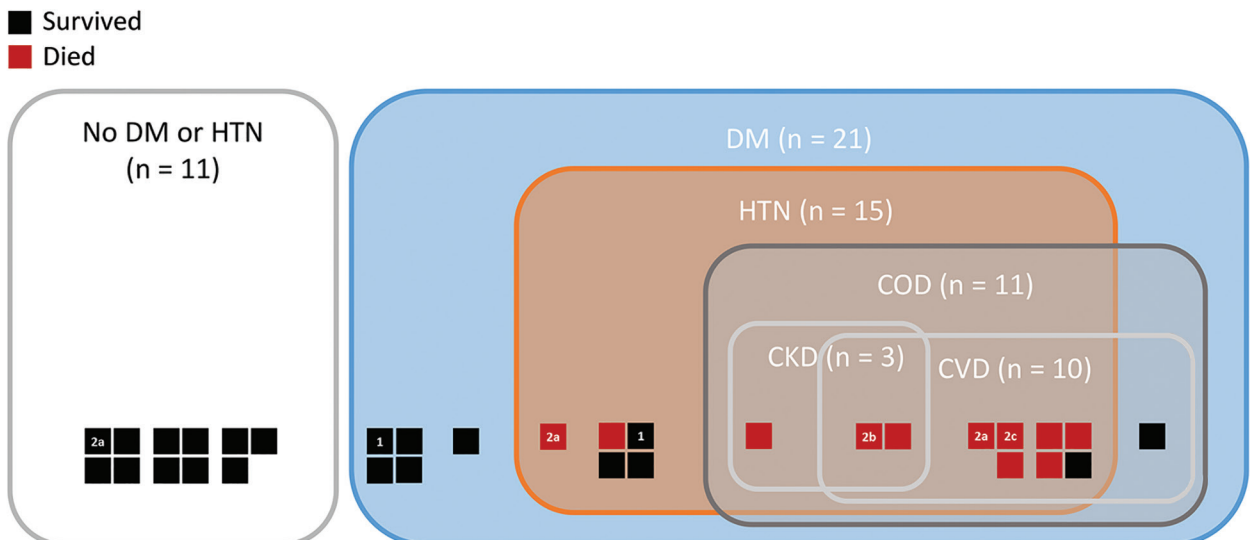 Survived
Died
No DM or HTN
(n = 11)
DM (n = 21)
HTN (n = 15)
COD (n = 11)
CKD (n = 3)
CVD (n = 10)
2a
1
2a
1
2b
2a
2c